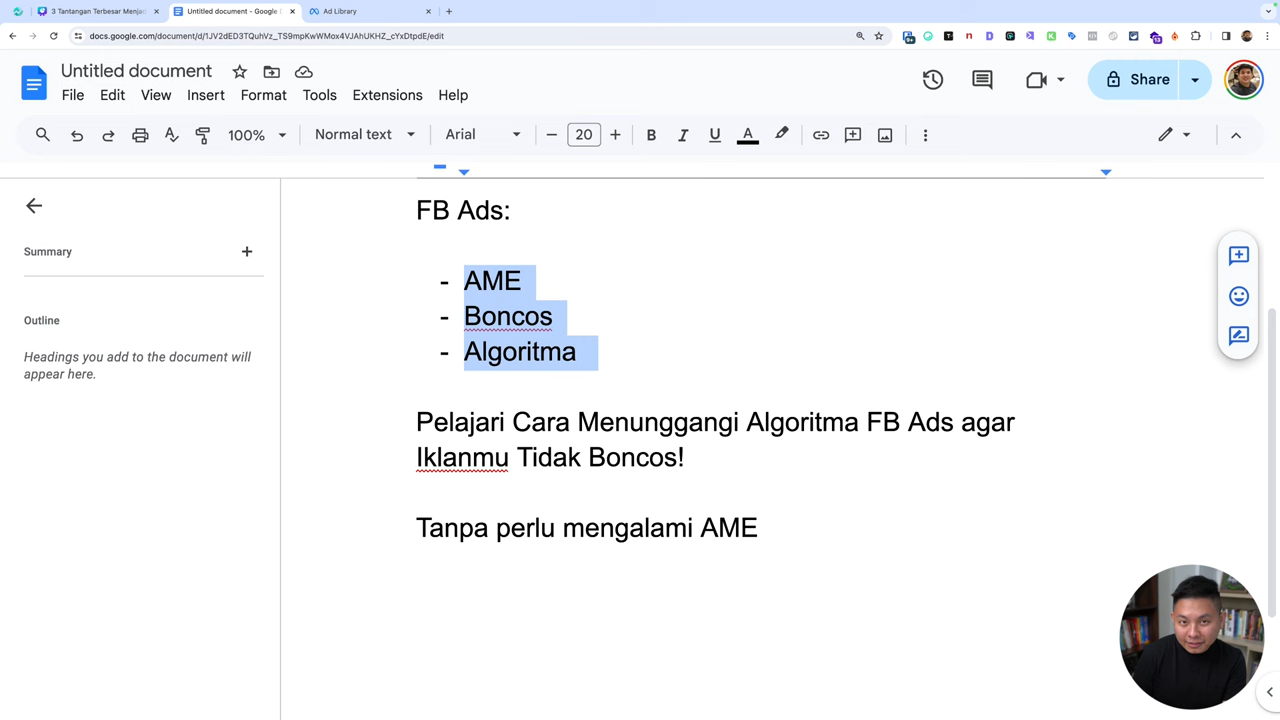 3 Tantangan Terbesar Menjad
Untitled document - Google D
Ad Library
docs.google.com/document/d/1JV2dED3TQuhVz_TS9mpKwWMox4VJAhUKHZ_cYxDtpdE/edit
Untitled document
File Edit View Insert Format Tools Extensions Help
Share
100% Normal text Arial 20 B I U A
Summary
Outline
Headings you add to the document will
appear here.
FB Ads:
- AME
- Boncos
- Algoritma
Pelajari Cara Menunggangi Algoritma FB Ads agar
Iklanmu Tidak Boncos!
Tanpa perlu mengalami AME